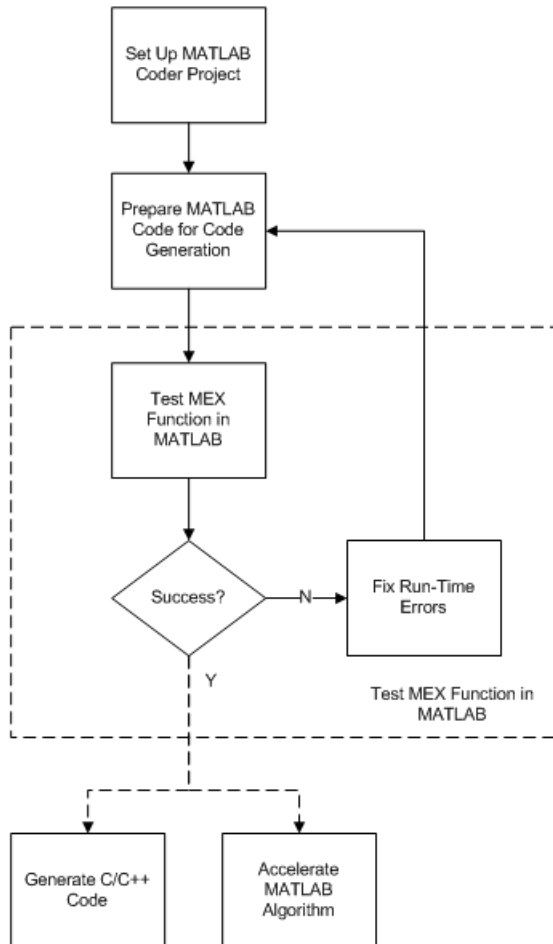 Set Up MATLAB
Coder Project
Prepare MATLAB
Code for Code
Generation
Test MEX
Function in
MATLAB
Success?
N
Fix Run-Time
Errors
Y
Test MEX Function in
MATLAB
Generate C/C++
Code
Accelerate
MATLAB
Algorithm